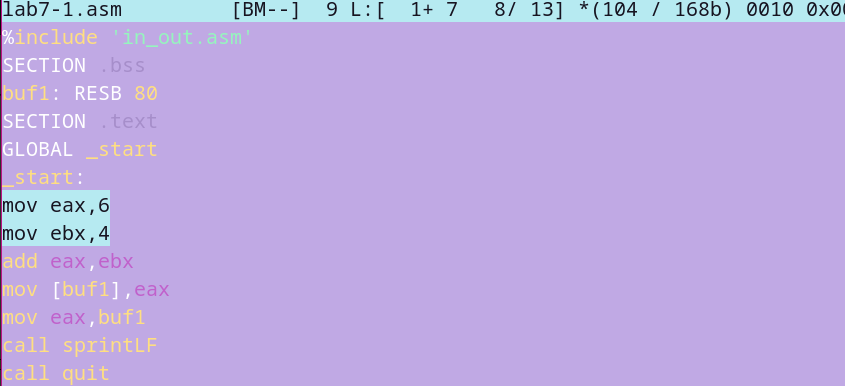 lab7-1.asm [BM--] 9 L:[ 1+ 7 8/ 13] *(104 / 168b) 0010 0x00
%include 'in_out.asm'
SECTION .bss
buf1: RESB 80
SECTION .text
GLOBAL _start
_start:
mov eax,6
mov ebx,4
add eax,ebx
mov [buf1],eax
mov eax,buf1
call sprintLF
call quit